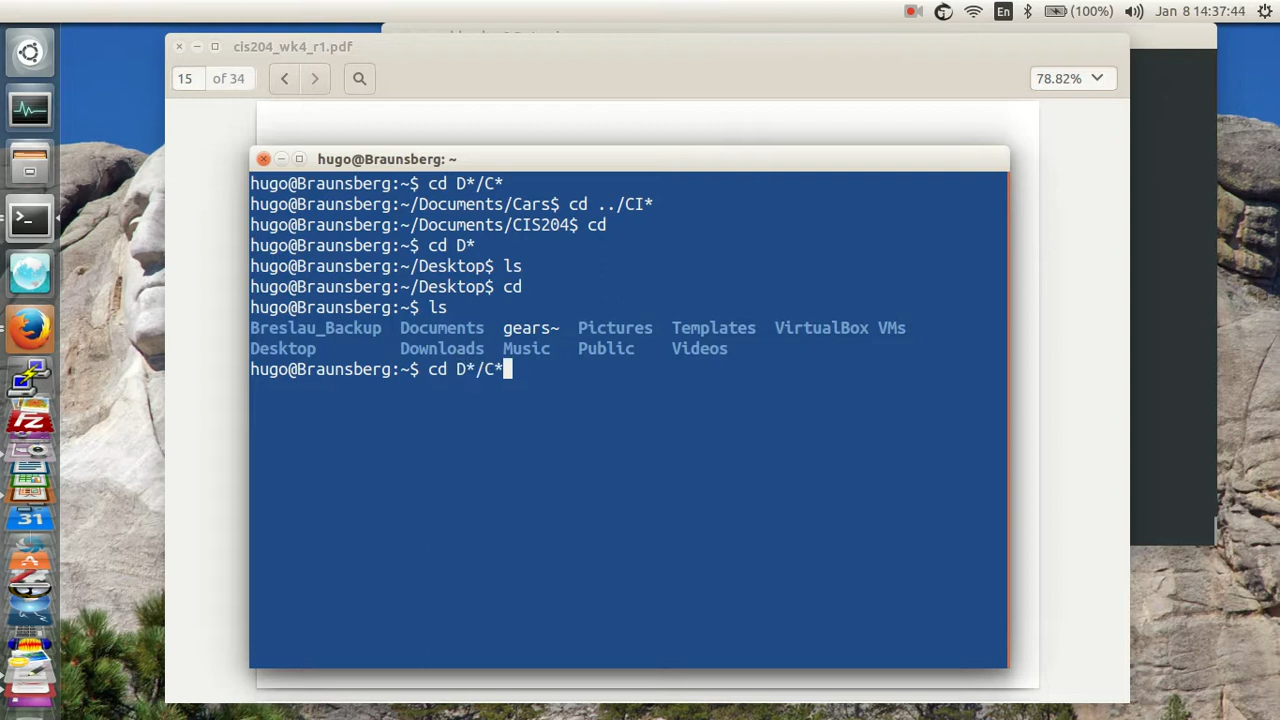 En (100%) Jan 8 14:37:44
cis204_wk4_r1.pdf
15 of 34 78.82%
hugo@Braunsberg: ~
hugo@Braunsberg:~$ cd D*/C*
hugo@Braunsberg:~/Documents/Cars$ cd ../CI*
hugo@Braunsberg:~/Documents/CIS204$ cd
hugo@Braunsberg:~$ cd D*
hugo@Braunsberg:~/Desktop$ ls
hugo@Braunsberg:~/Desktop$ cd
hugo@Braunsberg:~$ ls
Breslau_Backup Documents gears~ Pictures Templates VirtualBox VMs
Desktop Downloads Music Public Videos
hugo@Braunsberg:~$ cd D*/C*
FZ
31